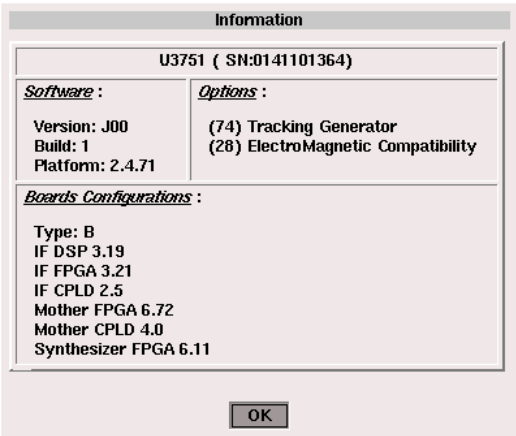 Information
U3751 ( SN:0141101364)
Software :
Version: J00
Build: 1
Platform: 2.4.71
Options :
(74) Tracking Generator
(28) ElectroMagnetic Compatibility
Boards Configurations :
Type: B
IF DSP 3.19
IF FPGA 3.21
IF CPLD 2.5
Mother FPGA 6.72
Mother CPLD 4.0
Synthesizer FPGA 6.11
OK